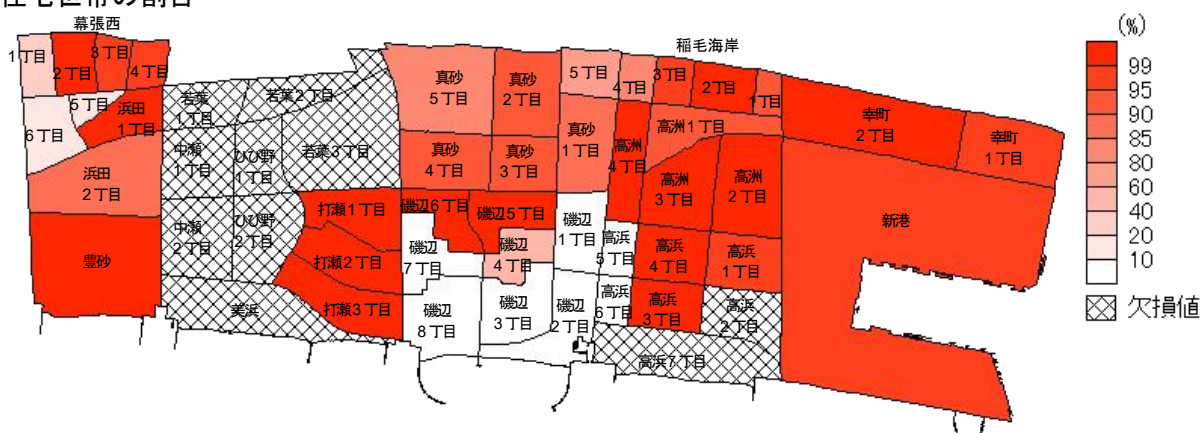 住宅世帯の割合
幕張西
1丁目
2丁目
3丁目
4丁目
5丁目
6丁目
浜田
1丁目
浜田
2丁目
豊砂
若葉
1丁目
若葉2丁目
若葉3丁目
中瀬
1丁目
ひび野
1丁目
中瀬
2丁目
ひび野
2丁目
美浜
打瀬1丁目
打瀬2丁目
打瀬3丁目
真砂
5丁目
真砂
2丁目
真砂
4丁目
真砂
3丁目
真砂
1丁目
磯辺6丁目
磯辺5丁目
磯辺
7丁目
磯辺
4丁目
磯辺
1丁目
磯辺
8丁目
磯辺
3丁目
磯辺
2丁目
稲毛海岸
5丁目
4丁目
3丁目
2丁目
1丁目
高洲1丁目
高洲
4丁目
高洲
3丁目
高洲
2丁目
高浜
5丁目
高浜
4丁目
高浜
1丁目
高浜
6丁目
高浜
3丁目
高浜
2丁目
高浜7丁目
幸町
2丁目
幸町
1丁目
新港
(%)
99
95
90
85
80
60
40
20
10
欠損値